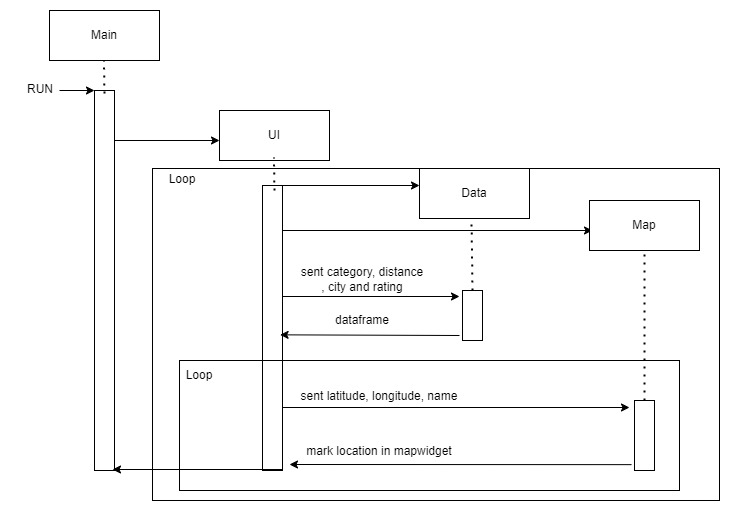 Main
RUN
UI
Loop
Data
Map
sent category, distance
, city and rating
dataframe
Loop
sent latitude, longitude, name
mark location in mapwidget